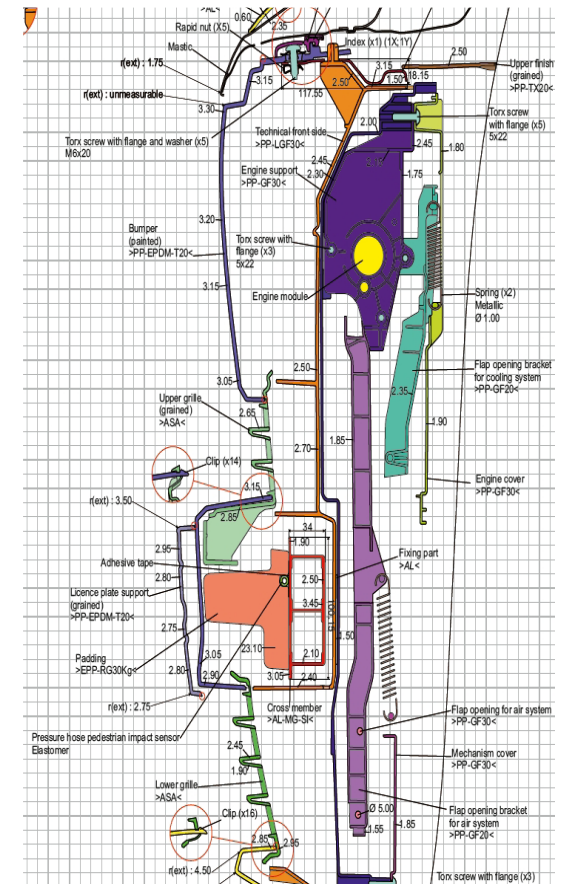 >AL<
0.60
2.35
Rapid nut (X5)
Mastic
Index (x1) (1X;1Y)
2.50
r(ext) : 1.75
3.15
3.15
2.50
1.50
18.15
Upper finish
(grained)
>PP-TX20<
r(ext) : unmeasurable
117.55
3.30
Torx screw with flange and washer (x5)
M6x20
Technical front side
>PP-LGF30<
2.00
Torx screw
with flange (x5)
5x22
2.45
1.80
2.45
2.30
Engine support
>PP-GF30<
1.75
3.20
Bumper
(painted)
>PP-EPDM-T20<
Torx screw with
flange (x3)
5x22
3.15
Engine module
Spring (x2)
Metallic
Ø 1.00
2.50
3.05
Flap opening bracket
for cooling system
>PP-GF20<
2.35
Upper grille
(grained)
>ASA<
2.65
1.90
1.85
2.70
Clip (x14)
3.15
r(ext) : 3.50
2.85
Engine cover
>PP-GF30<
34
1.90
2.95
Adhesive tape
Fixing part
>AL<
2.80
2.50
Licence plate support
(grained)
>PP-EPDM-T20<
3.45
2.75
1.50
Padding
>EPP-RG30Kg<
3.05
23.10
2.10
2.80
2.90
3.05
2.40
r(ext) : 2.75
Cross member
>AL-MG-SI<
Flap opening for air system
>PP-GF30<
Pressure hose pedestrian impact sensor
Elastomer
2.45
1.90
Mechanism cover
>PP-GF30<
Lower grille
>ASA<
Ø 5.00
Flap opening bracket
for air system
>PP-GF20<
Clip (x16)
1.55
1.85
2.85
2.95
r(ext) : 4.50
Torx screw with flange (x3)